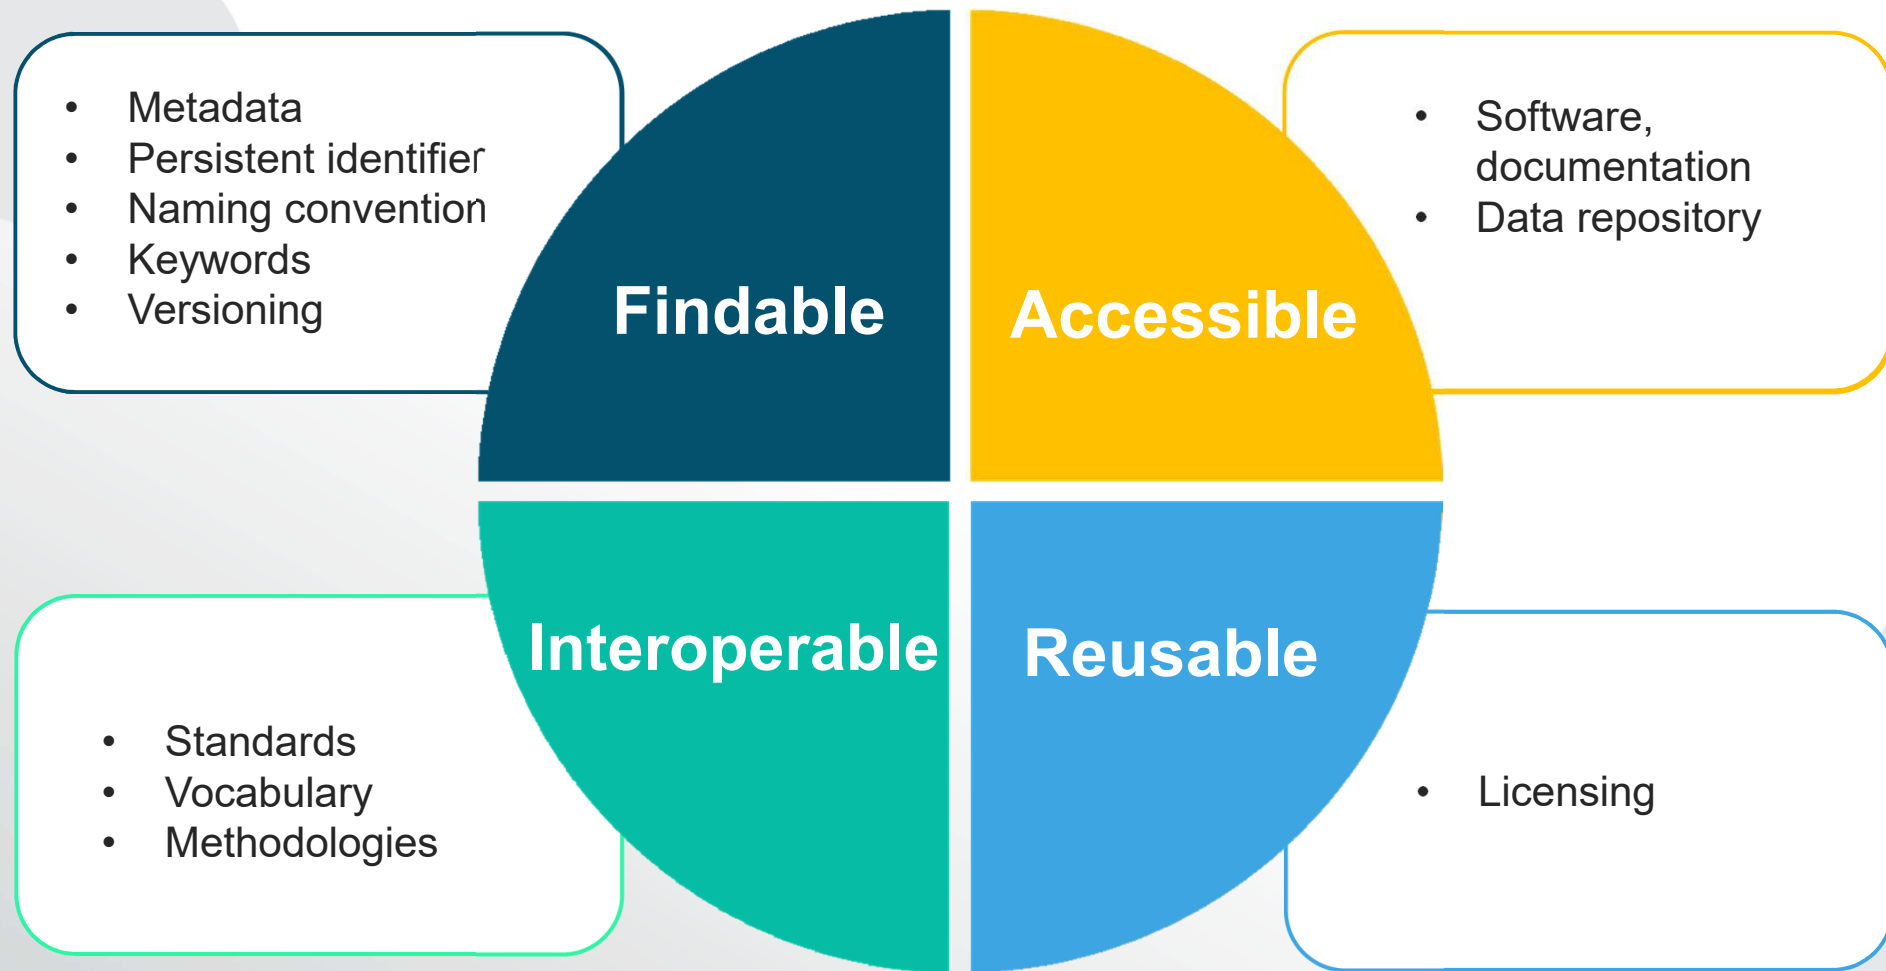 • Metadata
• Persistent identifier
• Naming convention
• Keywords
• Versioning
Findable
Accessible
• Software,
documentation
• Data repository
Interoperable
• Standards
• Vocabulary
• Methodologies
Reusable
• Licensing